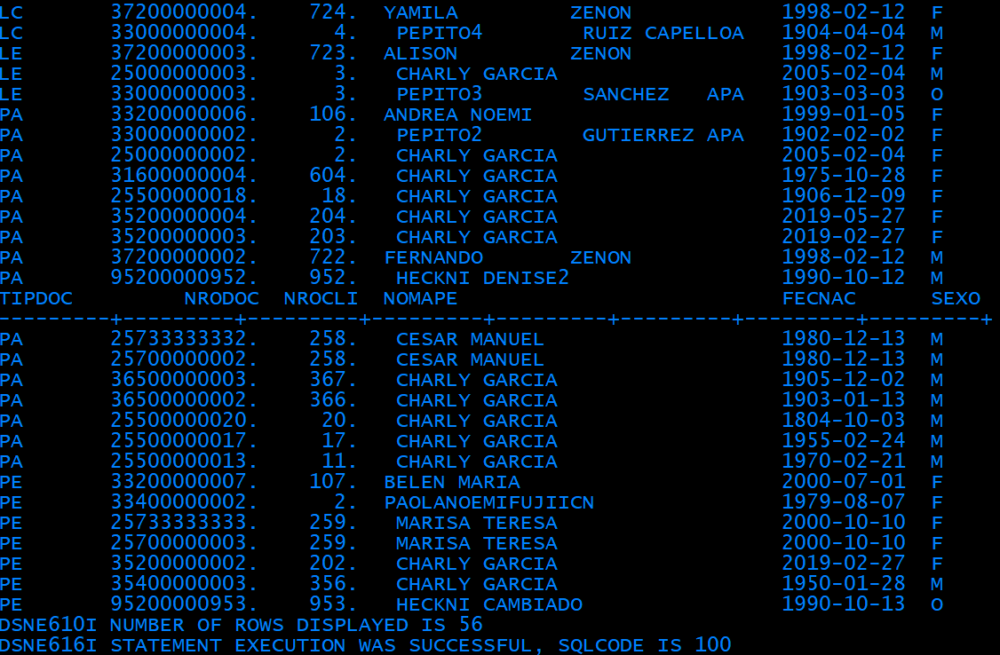 LC 37200000004. 724. YAMILA ZENON 1998-02-12 F
LC 33000000004. 4. PEPITO4 RUIZ CAPELLOA 1904-04-04 M
LE 37200000003. 723. ALISON ZENON 1998-02-12 F
LE 25000000003. 3. CHARLY GARCIA 2005-02-04 M
LE 33000000003. 3. PEPITO3 SANCHEZ APA 1903-03-03 O
PA 33200000006. 106. ANDREA NOEMI 1999-01-05 F
PA 33000000002. 2. PEPITO2 GUTIERREZ APA 1902-02-02 F
PA 25000000002. 2. CHARLY GARCIA 2005-02-04 F
PA 31600000004. 604. CHARLY GARCIA 1975-10-28 F
PA 25500000018. 18. CHARLY GARCIA 1906-12-09 F
PA 35200000004. 204. CHARLY GARCIA 2019-05-27 F
PA 35200000003. 203. CHARLY GARCIA 2019-02-27 F
PA 37200000002. 722. FERNANDO ZENON 1998-02-12 M
PA 95200000952. 952. HECKNI DENISE2 1990-10-12 M
TIPDOC NRODOC NROCLI NOMAPE FECNAC SEXO
---------+---------+---------+---------+---------+---------+---------+---------+
PA 25733333332. 258. CESAR MANUEL 1980-12-13 M
PA 25700000002. 258. CESAR MANUEL 1980-12-13 M
PA 36500000003. 367. CHARLY GARCIA 1905-12-02 M
PA 36500000002. 366. CHARLY GARCIA 1903-01-13 M
PA 25500000020. 20. CHARLY GARCIA 1804-10-03 M
PA 25500000017. 17. CHARLY GARCIA 1955-02-24 M
PA 25500000013. 11. CHARLY GARCIA 1970-02-21 M
PE 33200000007. 107. BELEN MARIA 2000-07-01 F
PE 33400000002. 2. PAOLANOEMIFUJIICN 1979-08-07 F
PE 25733333333. 259. MARISA TERESA 2000-10-10 F
PE 25700000003. 259. MARISA TERESA 2000-10-10 F
PE 35200000002. 202. CHARLY GARCIA 2019-02-27 F
PE 35400000003. 356. CHARLY GARCIA 1950-01-28 M
PE 95200000953. 953. HECKNI CAMBIADO 1990-10-13 O
DSNE610I NUMBER OF ROWS DISPLAYED IS 56
DSNE616I STATEMENT EXECUTION WAS SUCCESSFUL, SQLCODE IS 100